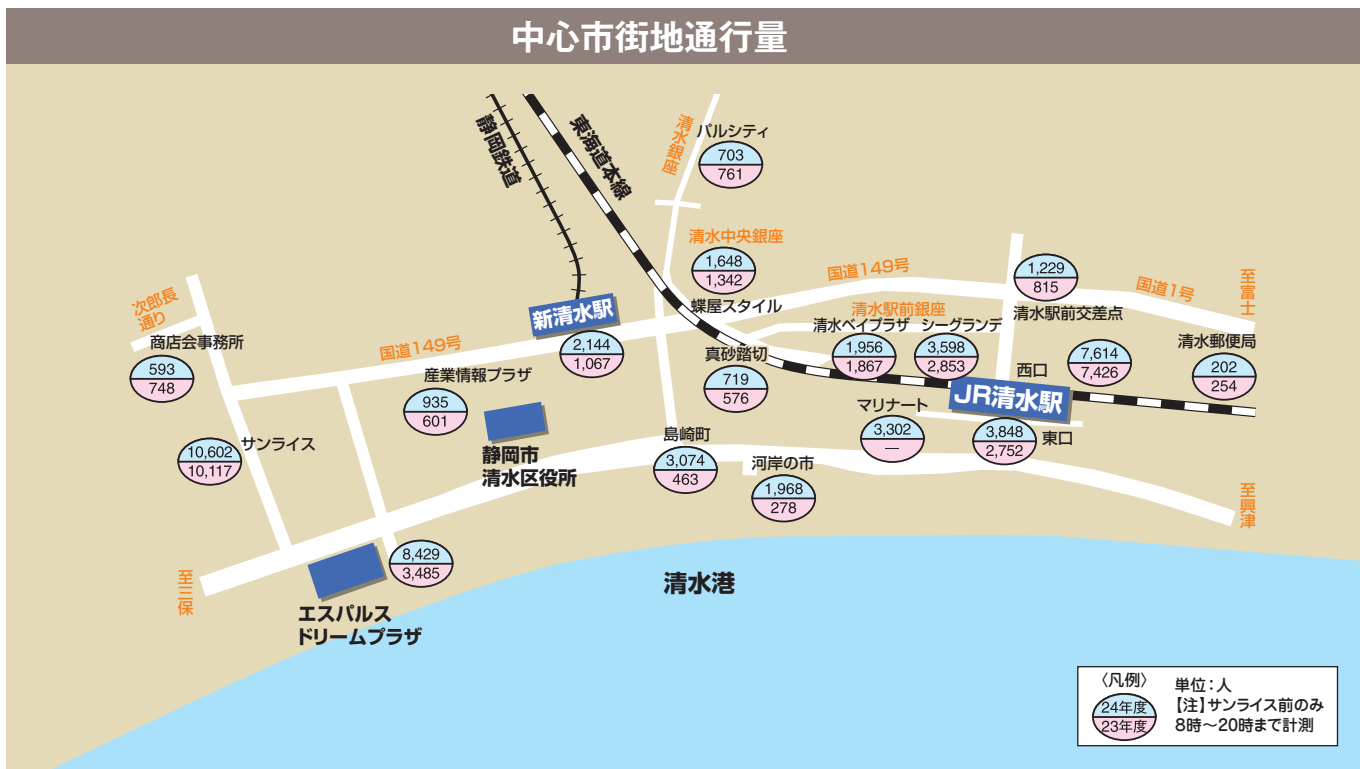 中心市街地通行量
静岡鉄道
東海道本線
清水銀座
パルシティ
703
761
清水中央銀座
1,648
1,342
蝶屋スタイル
国道149号
1,229
815
清水駅前交差点
国道1号
至富士
次郎長
通り
商店会事務所
593
748
国道149号
新清水駅
2,144
1,067
清水駅前銀座
清水ベイプラザ
1,956
1,867
シーグランデ
3,598
2,853
西口
7,614
7,426
清水郵便局
202
254
真砂踏切
719
576
JR清水駅
産業情報プラザ
935
601
静岡市
清水区役所
マリナート
3,302
—
3,848
2,752
東口
サンライス
10,602
10,117
島崎町
3,074
463
河岸の市
1,968
278
至興津
8,429
3,485
至三保
エスパルス
ドリームプラザ
清水港
〈凡例〉
24年度
23年度
単位:人
【注】サンライス前のみ
8時〜20時まで計測